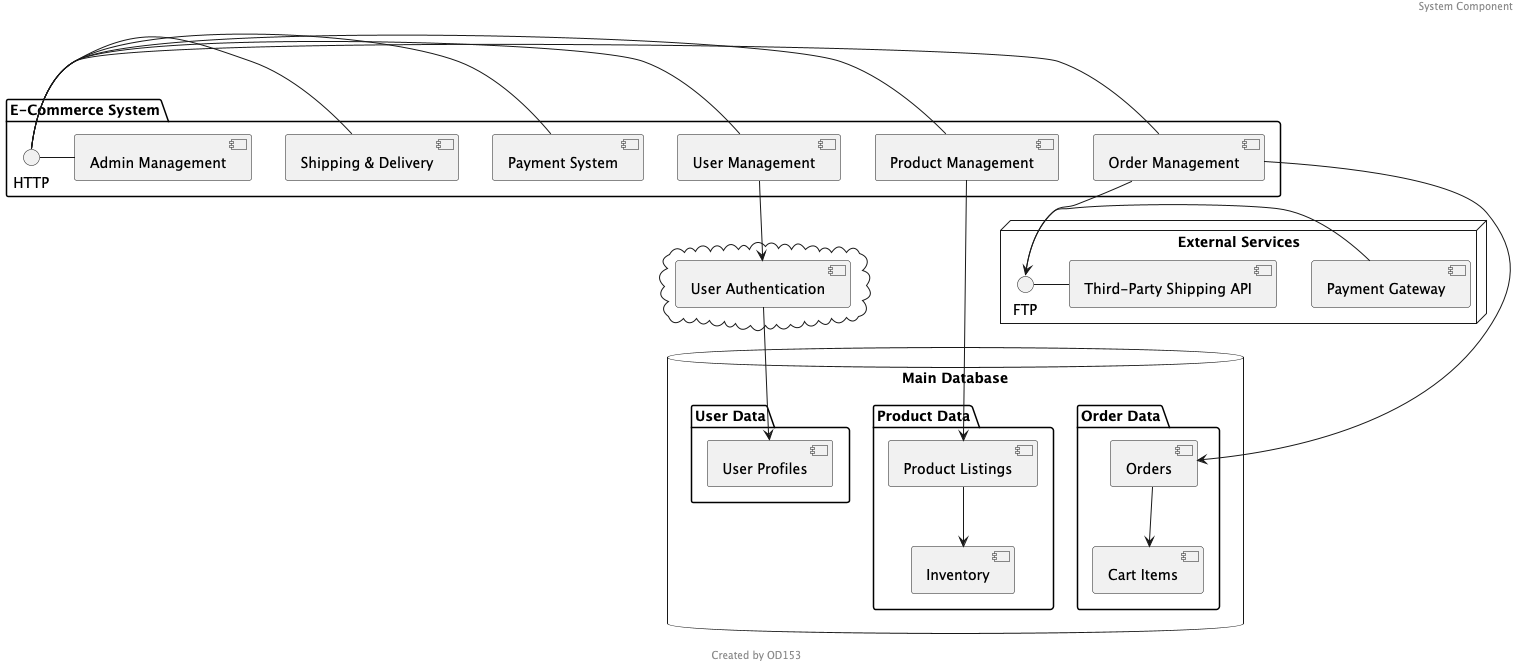 System Component
E-Commerce System
HTTP
Admin Management
Shipping & Delivery
Payment System
User Management
Product Management
Order Management
External Services
FTP
Third-Party Shipping API
Payment Gateway
User Authentication
Main Database
User Data
User Profiles
Product Data
Product Listings
Inventory
Order Data
Orders
Cart Items
Created by OD153